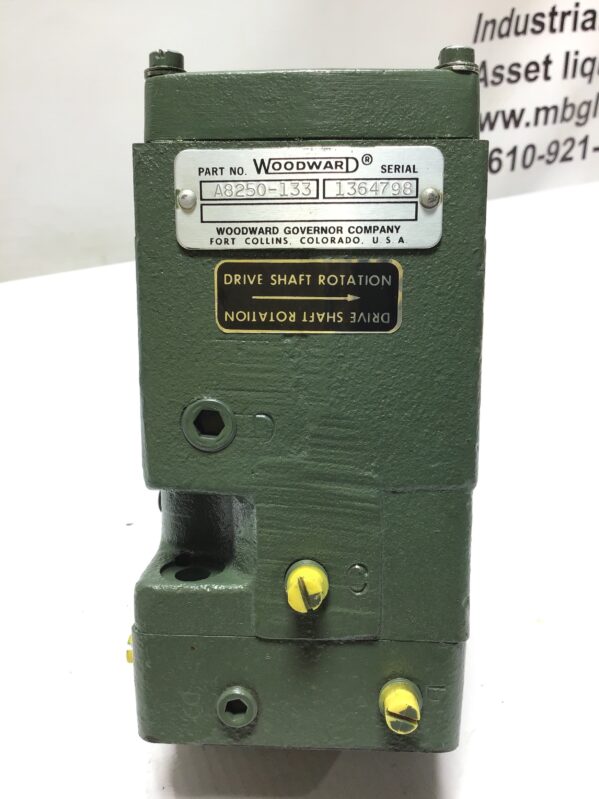 Industria
Asset liq
ww.mbgl
610-921-
PART NO. WOODWARD® SERIAL
A8250-133 1364798
WOODWARD GOVERNOR COMPANY
FORT COLLINS, COLORADO, U.S.A.
DRIVE SHAFT ROTATION
DRIVE SHAFT ROTATION
C